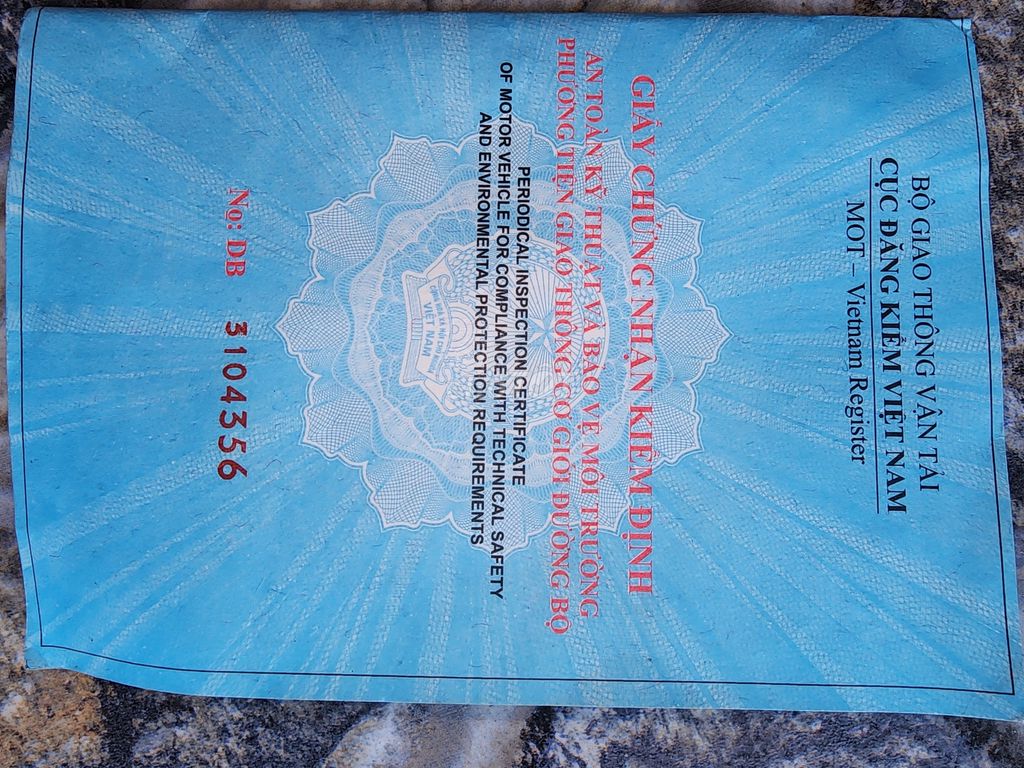 BỘ GIAO THÔNG VẬN TẢI
CỤC ĐĂNG KIỂM VIỆT NAM
MOT – Vietnam Register
GIẤY CHỨNG NHẬN KIỂM ĐỊNH
AN TOÀN KỸ THUẬT VÀ BẢO VỆ MÔI TRƯỜNG
PHƯƠNG TIỆN GIAO THÔNG CƠ GIỚI ĐƯỜNG BỘ
PERIODICAL INSPECTION CERTIFICATE
OF MOTOR VEHICLE FOR COMPLIANCE WITH TECHNICAL SAFETY
AND ENVIRONMENTAL PROTECTION REQUIREMENTS
VIỆT NAM
No: DB 3104356